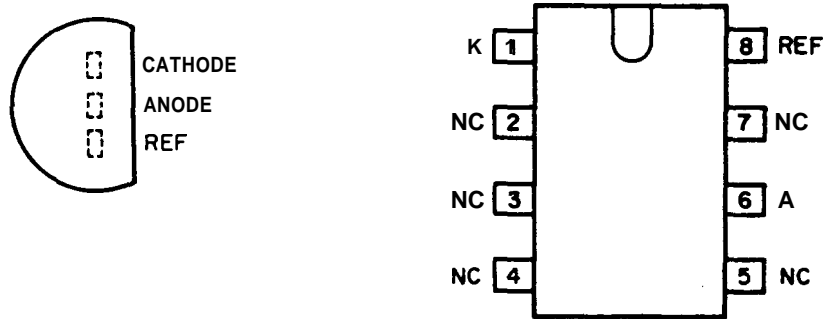 CATHODE
ANODE
REF
K 1 8 REF
NC 2 7 NC
NC 3 6 A
NC 4 5 NC